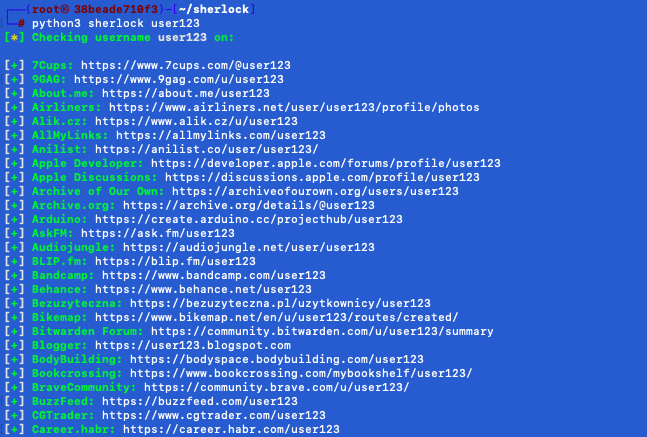 ┌──(root㉿ 38beade710f3)-[~/sherlock]
└─# python3 sherlock user123
[*] Checking username user123 on:
[+] 7Cups: https://www.7cups.com/@user123
[+] 9GAG: https://www.9gag.com/u/user123
[+] About.me: https://about.me/user123
[+] Airliners: https://www.airliners.net/user/user123/profile/photos
[+] Alik.cz: https://www.alik.cz/u/user123
[+] AllMyLinks: https://allmylinks.com/user123
[+] Anilist: https://anilist.co/user/user123/
[+] Apple Developer: https://developer.apple.com/forums/profile/user123
[+] Apple Discussions: https://discussions.apple.com/profile/user123
[+] Archive of Our Own: https://archiveofourown.org/users/user123
[+] Archive.org: https://archive.org/details/@user123
[+] Arduino: https://create.arduino.cc/projecthub/user123
[+] AskFM: https://ask.fm/user123
[+] Audiojungle: https://audiojungle.net/user/user123
[+] BLIP.fm: https://blip.fm/user123
[+] Bandcamp: https://www.bandcamp.com/user123
[+] Behance: https://www.behance.net/user123
[+] Bezuzyteczna: https://bezuzyteczna.pl/uzytkownicy/user123
[+] Bikemap: https://www.bikemap.net/en/u/user123/routes/created/
[+] Bitwarden Forum: https://community.bitwarden.com/u/user123/summary
[+] Blogger: https://user123.blogspot.com
[+] BodyBuilding: https://bodyspace.bodybuilding.com/user123
[+] Bookcrossing: https://www.bookcrossing.com/mybookshelf/user123/
[+] BraveCommunity: https://community.brave.com/u/user123/
[+] BuzzFeed: https://buzzfeed.com/user123
[+] CGTrader: https://www.cgtrader.com/user123
[+] Career.habr: https://career.habr.com/user123